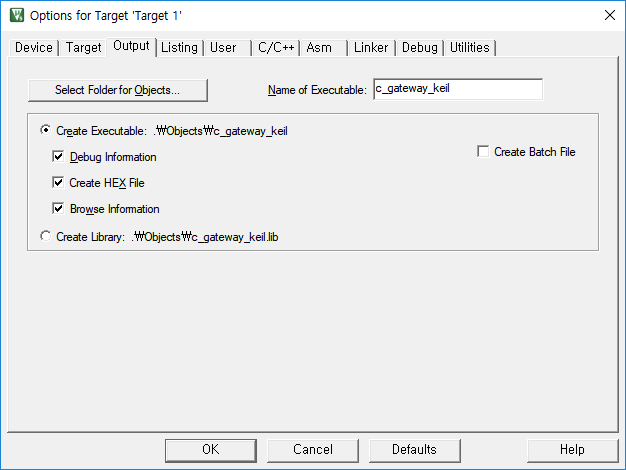 Options for Target 'Target 1'
Device Target Output Listing User C/C++ Asm Linker Debug Utilities
Select Folder for Objects... Name of Executable: c_gateway_keil
Create Executable: .₩Objects₩c_gateway_keil
Debug Information Create Batch File
Create HEX File
Browse Information
Create Library: .₩Objects₩c_gateway_keil.lib
OK Cancel Defaults Help